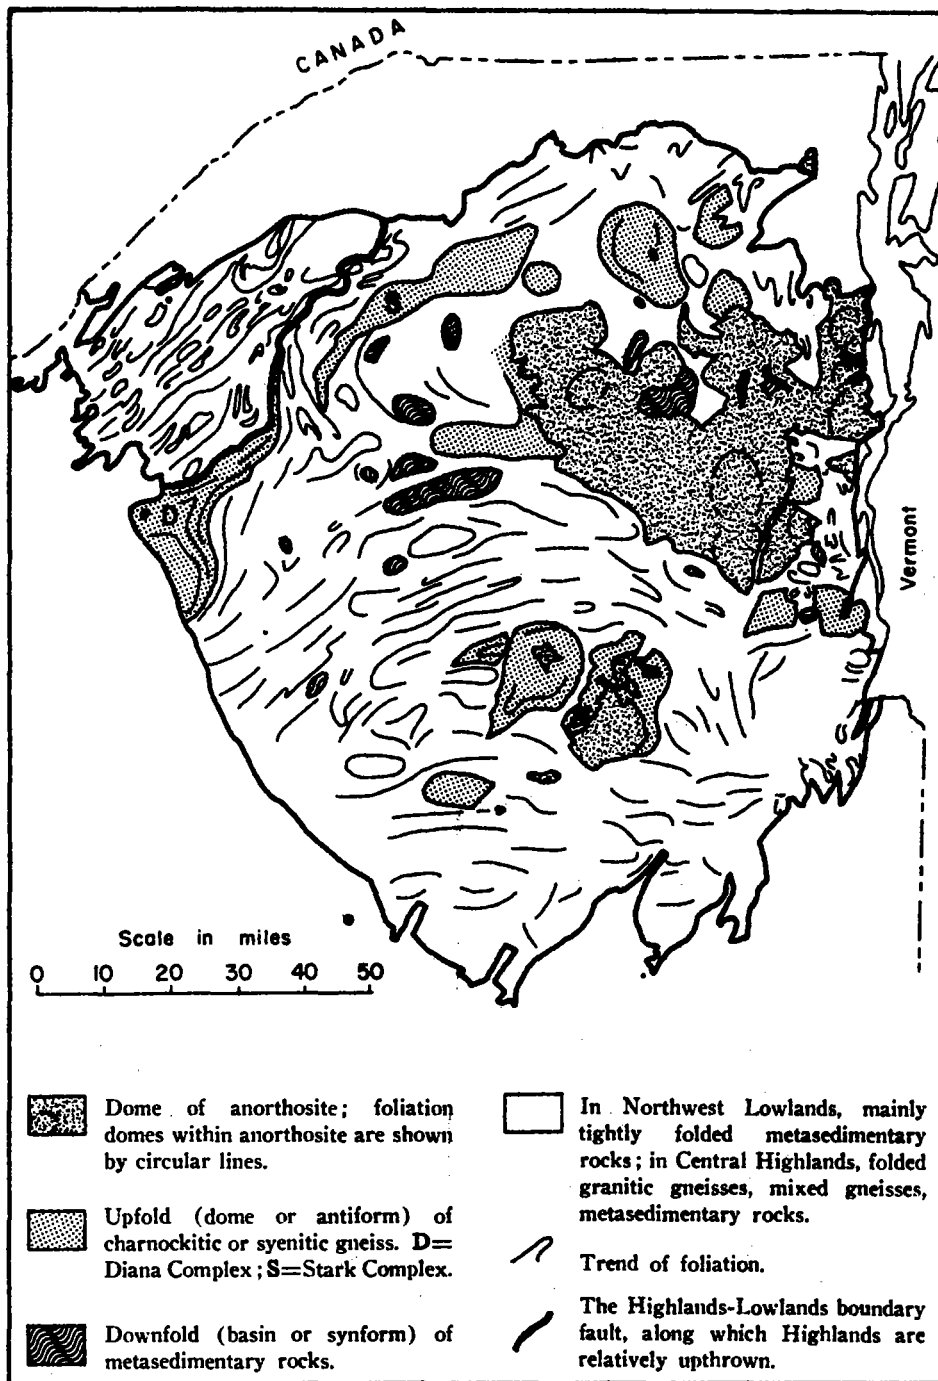 CANADA
D
Vermont
Scale in miles
0 10 20 30 40 50
Dome of anorthosite; foliation
domes within anorthosite are shown
by circular lines.
Upfold (dome or antiform) of
charnockitic or syenitic gneiss. D=
Diana Complex; S=Stark Complex.
Downfold (basin or synform) of
metasedimentary rocks.
In Northwest Lowlands, mainly
tightly folded metasedimentary
rocks; in Central Highlands, folded
granitic gneisses, mixed gneisses,
metasedimentary rocks.
Trend of foliation.
The Highlands-Lowlands boundary
fault, along which Highlands are
relatively upthrown.